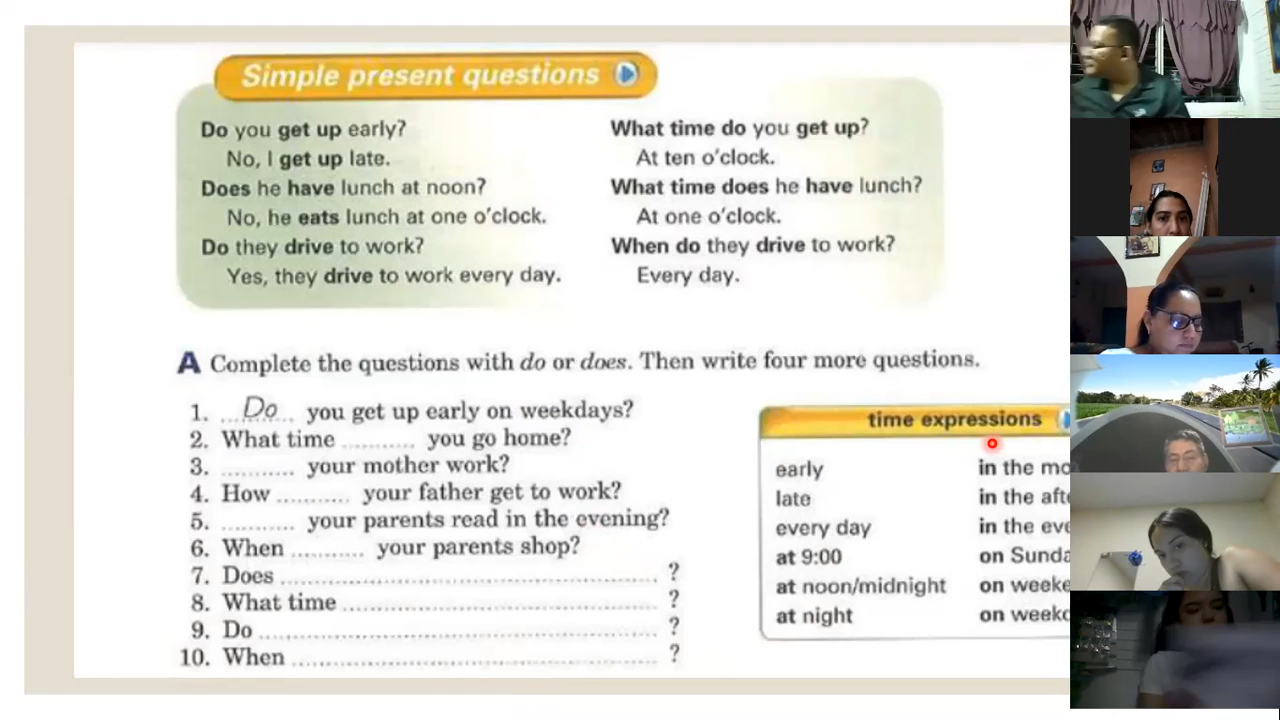 Simple present questions
Do you get up early?
No, I get up late.
Does he have lunch at noon?
No, he eats lunch at one o'clock.
Do they drive to work?
Yes, they drive to work every day.
What time do you get up?
At ten o'clock.
What time does he have lunch?
At one o'clock.
When do they drive to work?
Every day.
A Complete the questions with do or does. Then write four more questions.
1. ...Do... you get up early on weekdays?
2. What time .......... you go home?
3. .......... your mother work?
4. How .......... your father get to work?
5. .......... your parents read in the evening?
6. When .......... your parents shop?
7. Does .......... ?
8. What time .......... ?
9. Do .......... ?
10. When .......... ?
time expressions
early
late
every day
at 9:00
at noon/midnight
at night
in the mo
in the aft
in the eve
on Sunda
on weeke
on weekd